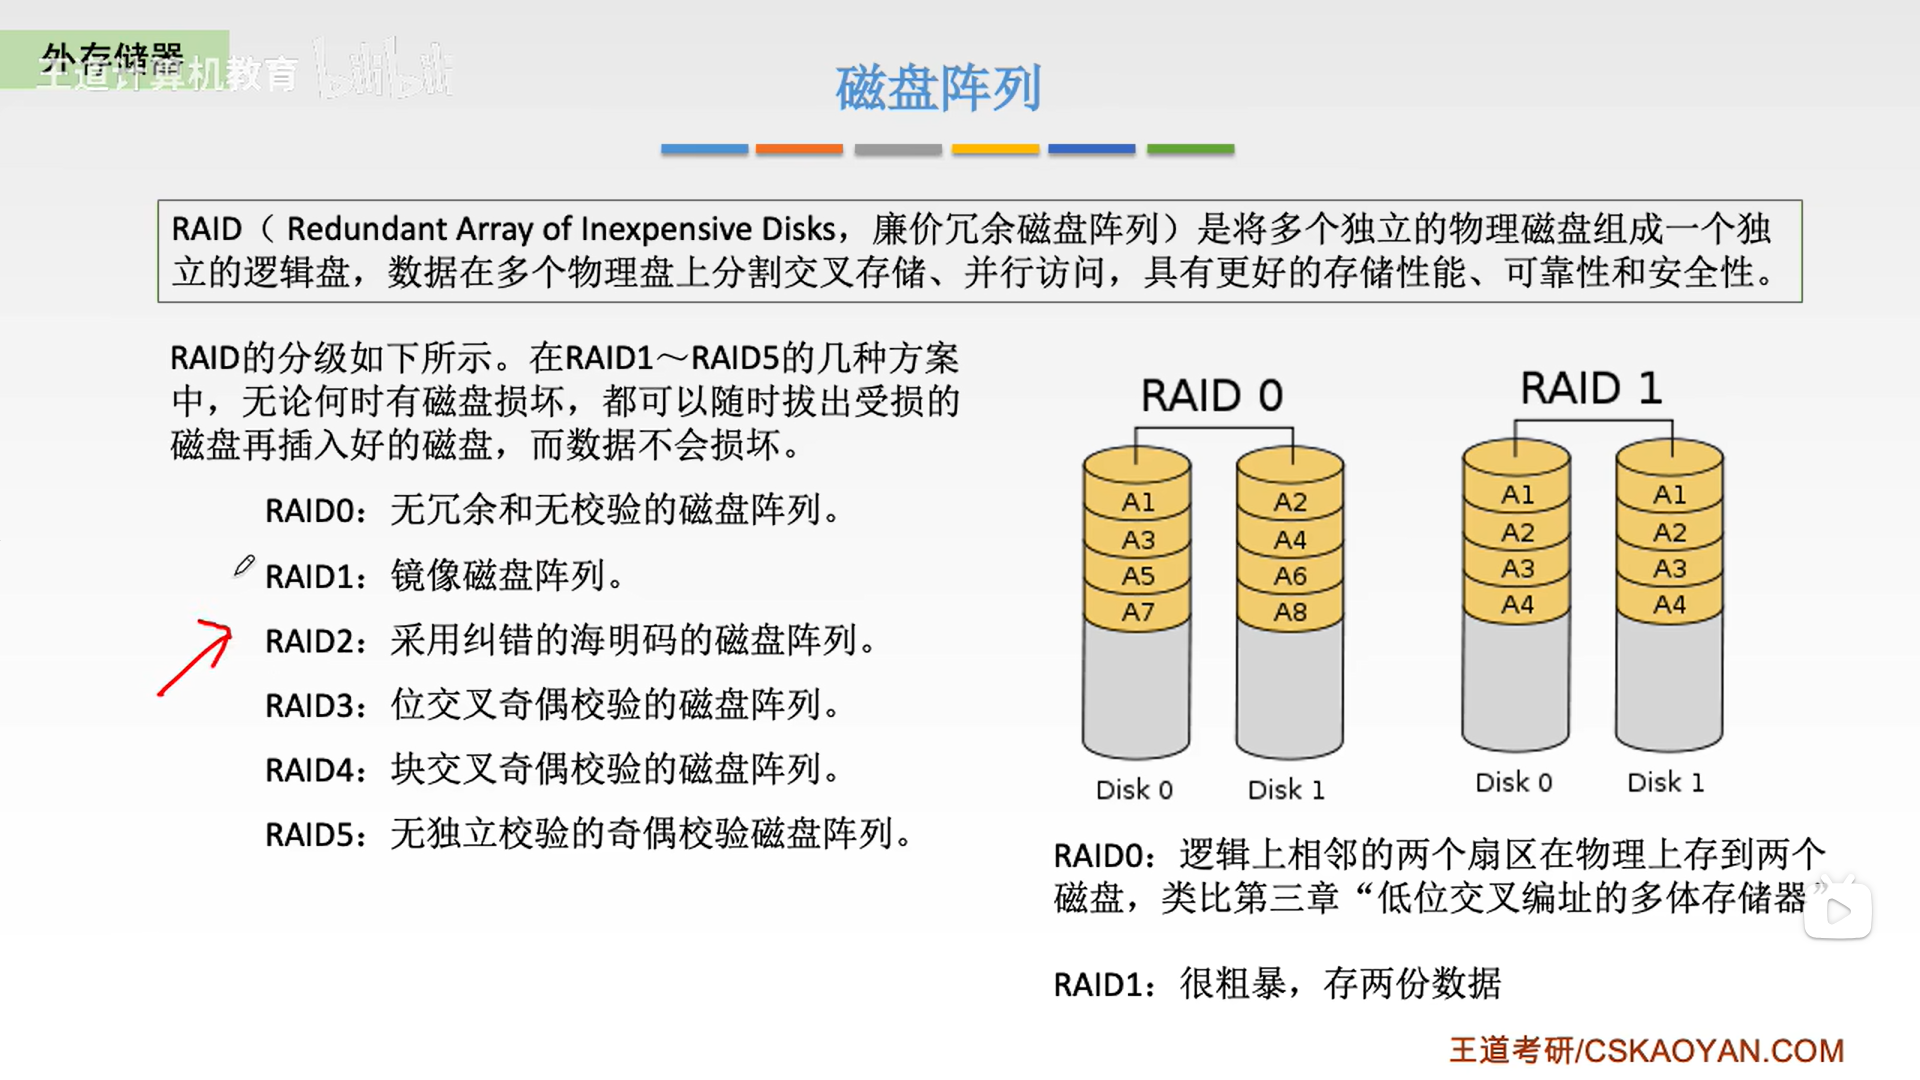 外存储器
王道计算机教育 bilibili
磁盘阵列
RAID（ Redundant Array of Inexpensive Disks，廉价冗余磁盘阵列）是将多个独立的物理磁盘组成一个独
立的逻辑盘，数据在多个物理盘上分割交叉存储、并行访问，具有更好的存储性能、可靠性和安全性。
RAID的分级如下所示。在RAID1～RAID5的几种方案
中，无论何时有磁盘损坏，都可以随时拔出受损的
磁盘再插入好的磁盘，而数据不会损坏。
RAID0：无冗余和无校验的磁盘阵列。
RAID1：镜像磁盘阵列。
RAID2：采用纠错的海明码的磁盘阵列。
RAID3：位交叉奇偶校验的磁盘阵列。
RAID4：块交叉奇偶校验的磁盘阵列。
RAID5：无独立校验的奇偶校验磁盘阵列。
RAID 0
A1 A2
A3 A4
A5 A6
A7 A8
Disk 0 Disk 1
RAID 1
A1 A1
A2 A2
A3 A3
A4 A4
Disk 0 Disk 1
RAID0：逻辑上相邻的两个扇区在物理上存到两个
磁盘，类比第三章“低位交叉编址的多体存储器”
RAID1：很粗暴，存两份数据
王道考研/CSKAOYAN.COM